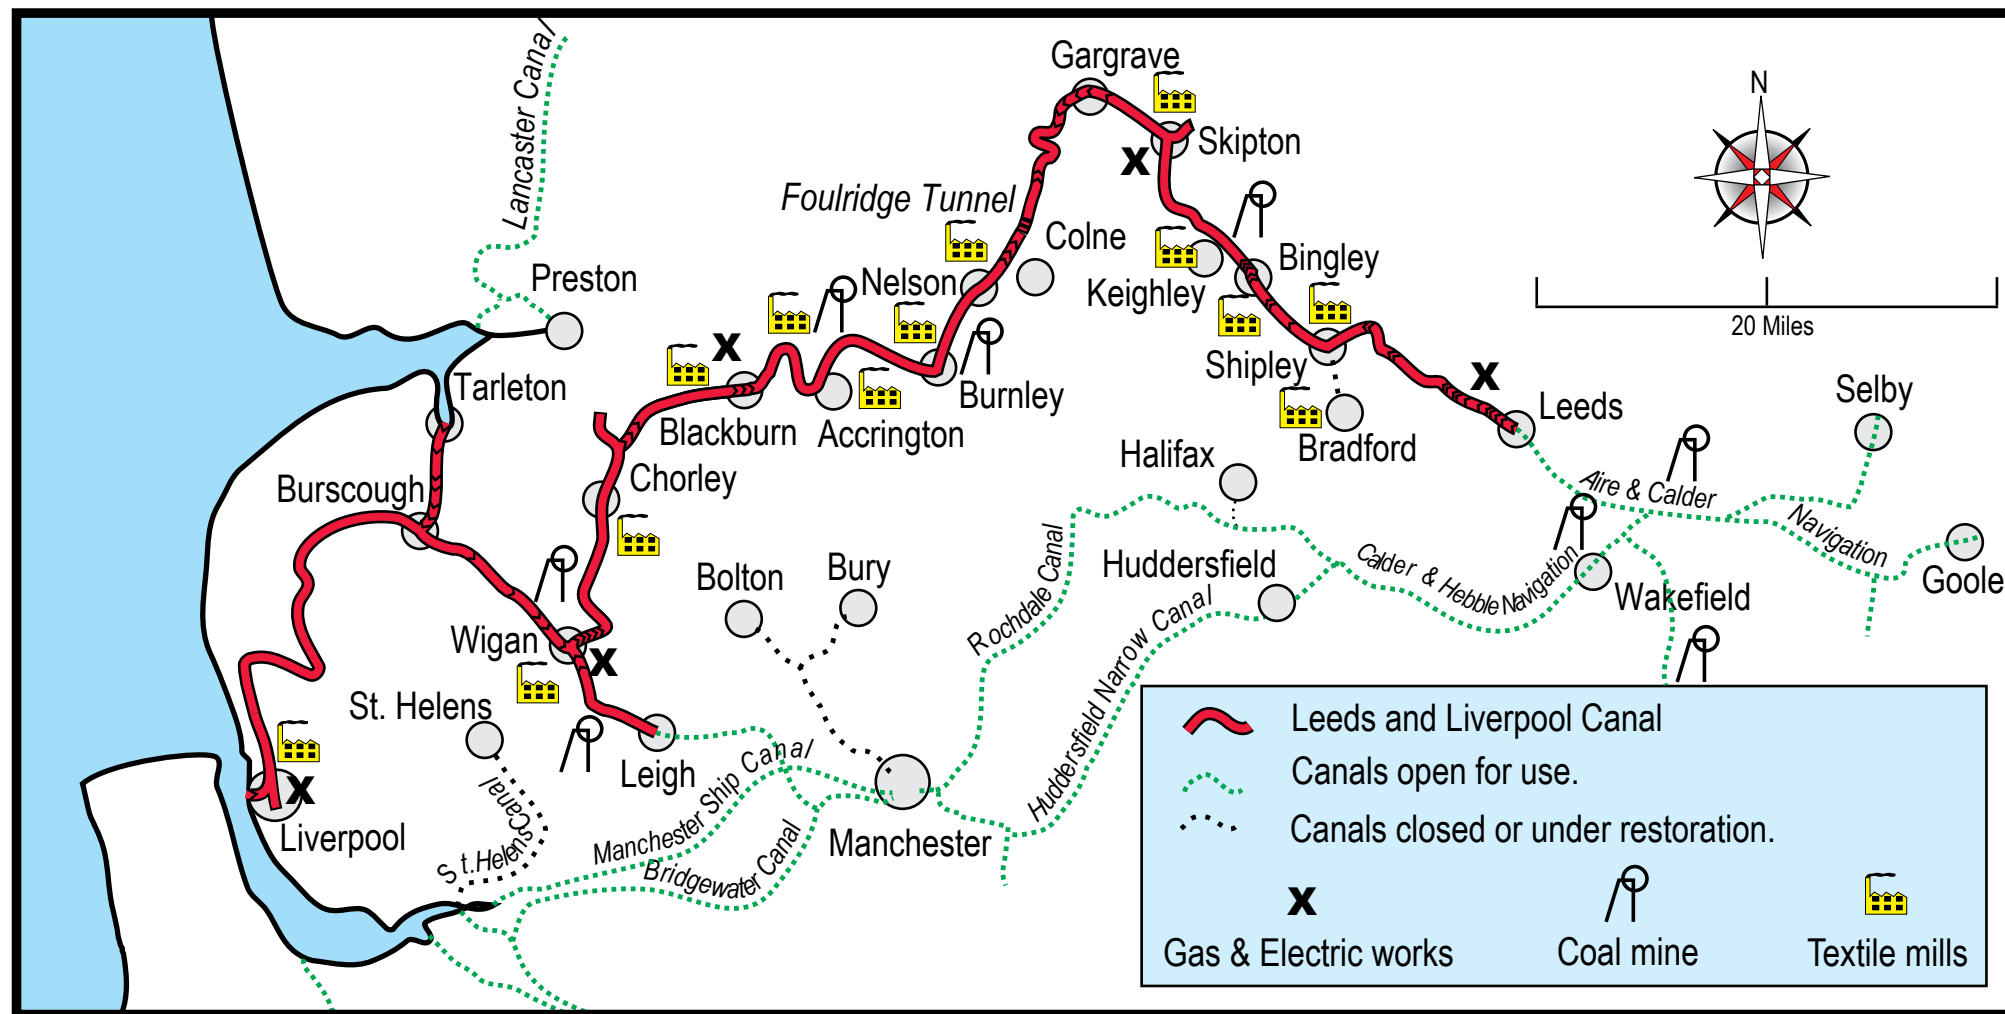 Gargrave
N
Lancaster Canal
Skipton
Foulridge Tunnel
Colne
Bingley
Preston
Nelson
Keighley
20 Miles
Tarleton
Shipley
Selby
Burnley
Leeds
Blackburn
Accrington
Bradford
Halifax
Burscough
Chorley
Aire & Calder
Navigation
Bolton
Bury
Rochdale Canal
Huddersfield
Calder & Hebble Navigation
Wakefield
Goole
Wigan
Huddersfield Narrow Canal
St. Helens
Leigh
Manchester Ship Canal
Liverpool
St. Helens Canal
Bridgewater Canal
Manchester
Leeds and Liverpool Canal
Canals open for use.
Canals closed or under restoration.
x
Gas & Electric works
Coal mine
Textile mills